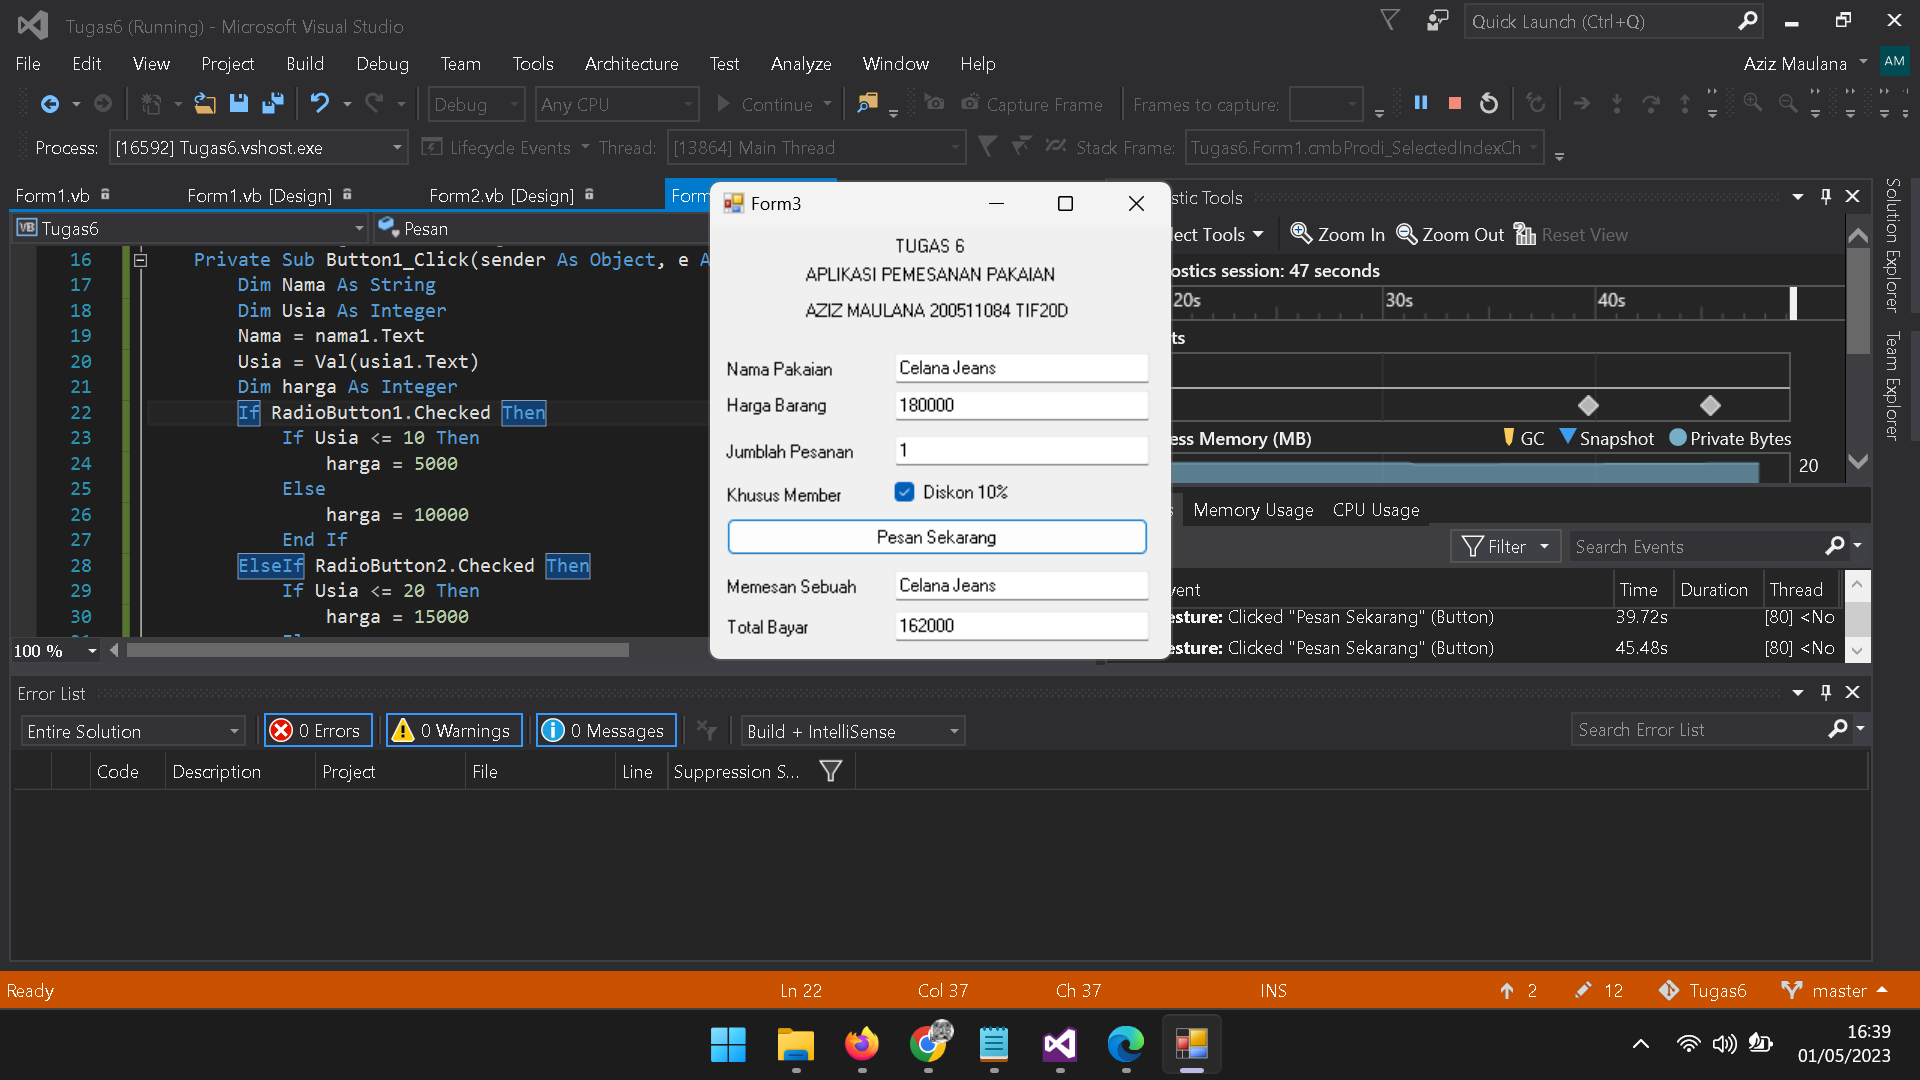 Tugas6 (Running) - Microsoft Visual Studio
Quick Launch (Ctrl+Q)
File Edit View Project Build Debug Team Tools Architecture Test Analyze Window Help
Aziz Maulana AM
Debug Any CPU Continue Capture Frame Frames to capture:
Process: [16592] Tugas6.vshost.exe Lifecycle Events Thread: [13864] Main Thread Stack Frame: Tugas6.Form1.cmbProdi_SelectedIndexCh
Form1.vb Form1.vb [Design] Form2.vb [Design] Form
VB Tugas6 Pesan
16 Private Sub Button1_Click(sender As Object, e A
17 Dim Nama As String
18 Dim Usia As Integer
19 Nama = nama1.Text
20 Usia = Val(usia1.Text)
21 Dim harga As Integer
22 If RadioButton1.Checked Then
23 If Usia <= 10 Then
24 harga = 5000
25 Else
26 harga = 10000
27 End If
28 ElseIf RadioButton2.Checked Then
29 If Usia <= 20 Then
30 harga = 15000
100 %
Form3
TUGAS 6
APLIKASI PEMESANAN PAKAIAN
AZIZ MAULANA 200511084 TIF20D
Nama Pakaian Celana Jeans
Harga Barang 180000
Jumblah Pesanan 1
Khusus Member Diskon 10%
Pesan Sekarang
Memesan Sebuah Celana Jeans
Total Bayar 162000
stic Tools
lect Tools Zoom In Zoom Out Reset View
ostics session: 47 seconds
20s 30s 40s
ts
ess Memory (MB) GC Snapshot Private Bytes
20
s Memory Usage CPU Usage
Filter Search Events
vent Time Duration Thread
esture: Clicked "Pesan Sekarang" (Button) 39.72s [80] <No
esture: Clicked "Pesan Sekarang" (Button) 45.48s [80] <No
Solution Explorer
Team Explorer
Error List
Entire Solution 0 Errors 0 Warnings 0 Messages Build + IntelliSense Search Error List
Code Description Project File Line Suppression S...
Ready Ln 22 Col 37 Ch 37 INS 2 12 Tugas6 master
16:39
01/05/2023